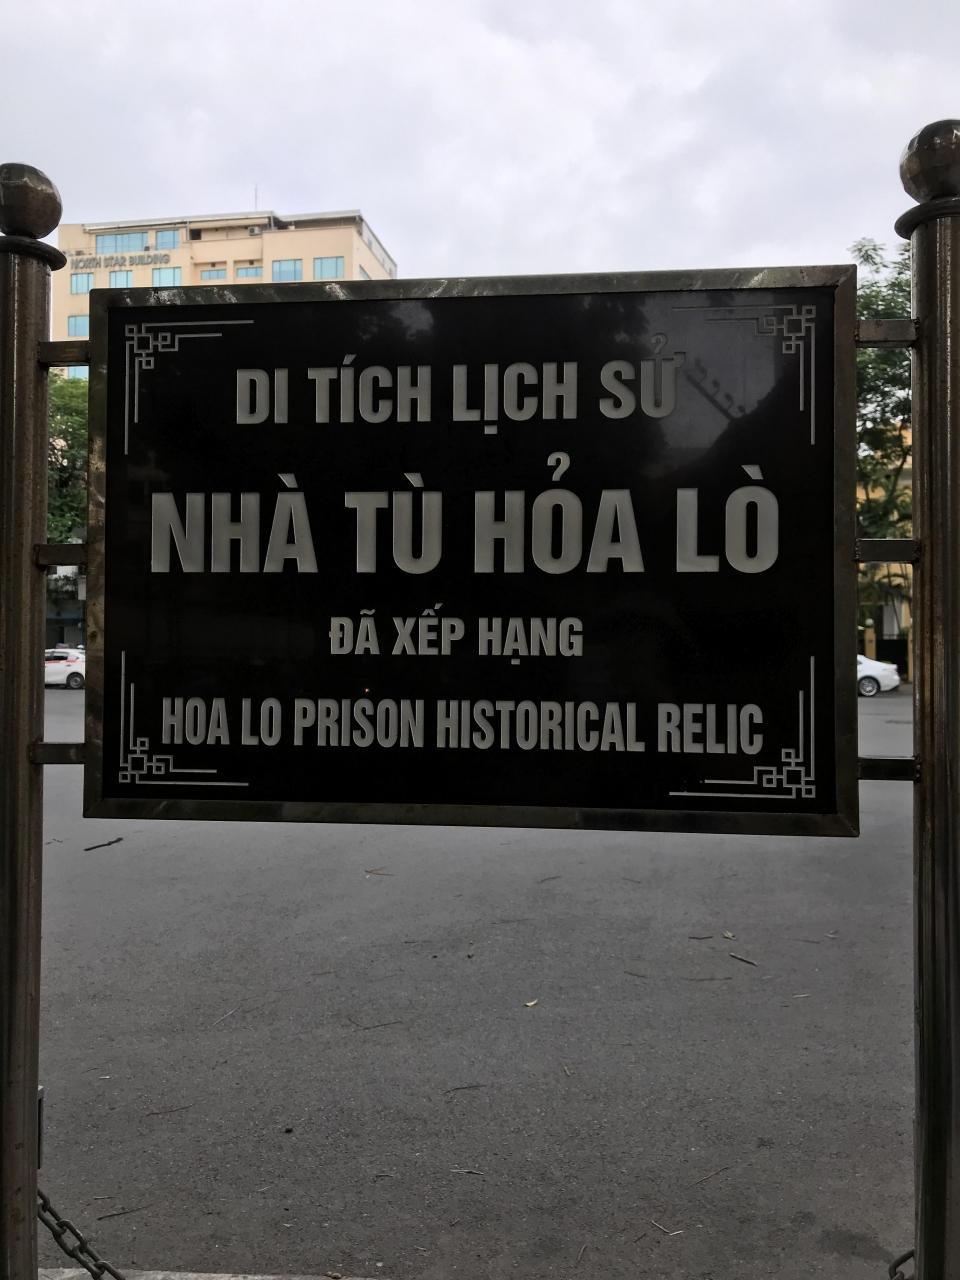 NORTH STAR BUILDING
DI TÍCH LỊCH SỬ
NHÀ TÙ HỎA LÒ
ĐÃ XẾP HẠNG
HOA LO PRISON HISTORICAL RELIC